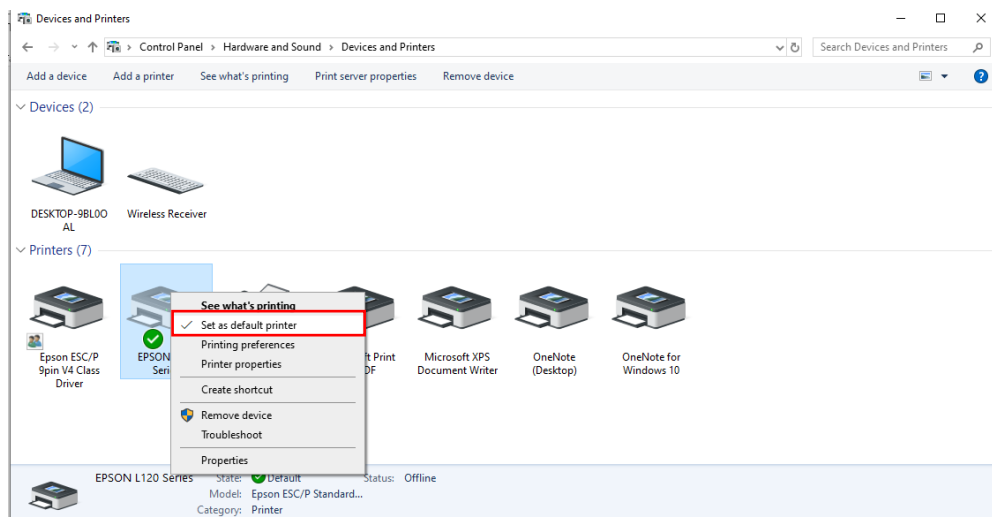 Devices and Printers
Control Panel > Hardware and Sound > Devices and Printers
Search Devices and Printers
Add a device Add a printer See what's printing Print server properties Remove device
Devices (2)
DESKTOP-9BL0O
AL
Wireless Receiver
Printers (7)
Epson ESC/P
9pin V4 Class
Driver
EPSON
Seri
t Print
DF
Microsoft XPS
Document Writer
OneNote
(Desktop)
OneNote for
Windows 10
See what's printing
Set as default printer
Printing preferences
Printer properties
Create shortcut
Remove device
Troubleshoot
Properties
EPSON L120 Series State: Default Status: Offline
Model: Epson ESC/P Standard...
Category: Printer